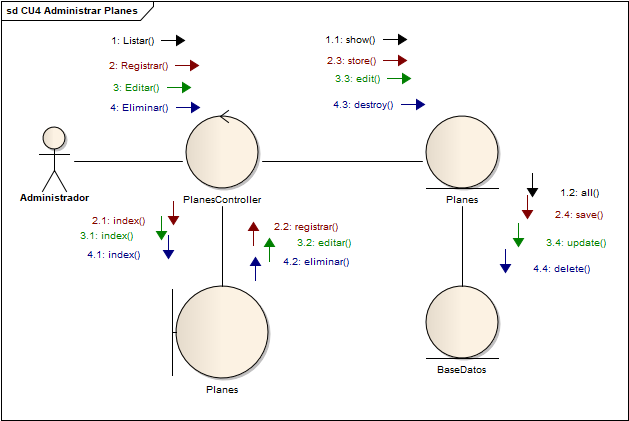 sd CU4 Administrar Planes
1: Listar()
2: Registrar()
3: Editar()
4: Eliminar()
1.1: show()
2.3: store()
3.3: edit()
4.3: destroy()
Administrador
PlanesController
Planes
2.1: index()
3.1: index()
4.1: index()
2.2: registrar()
3.2: editar()
4.2: eliminar()
1.2: all()
2.4: save()
3.4: update()
4.4: delete()
Planes
BaseDatos